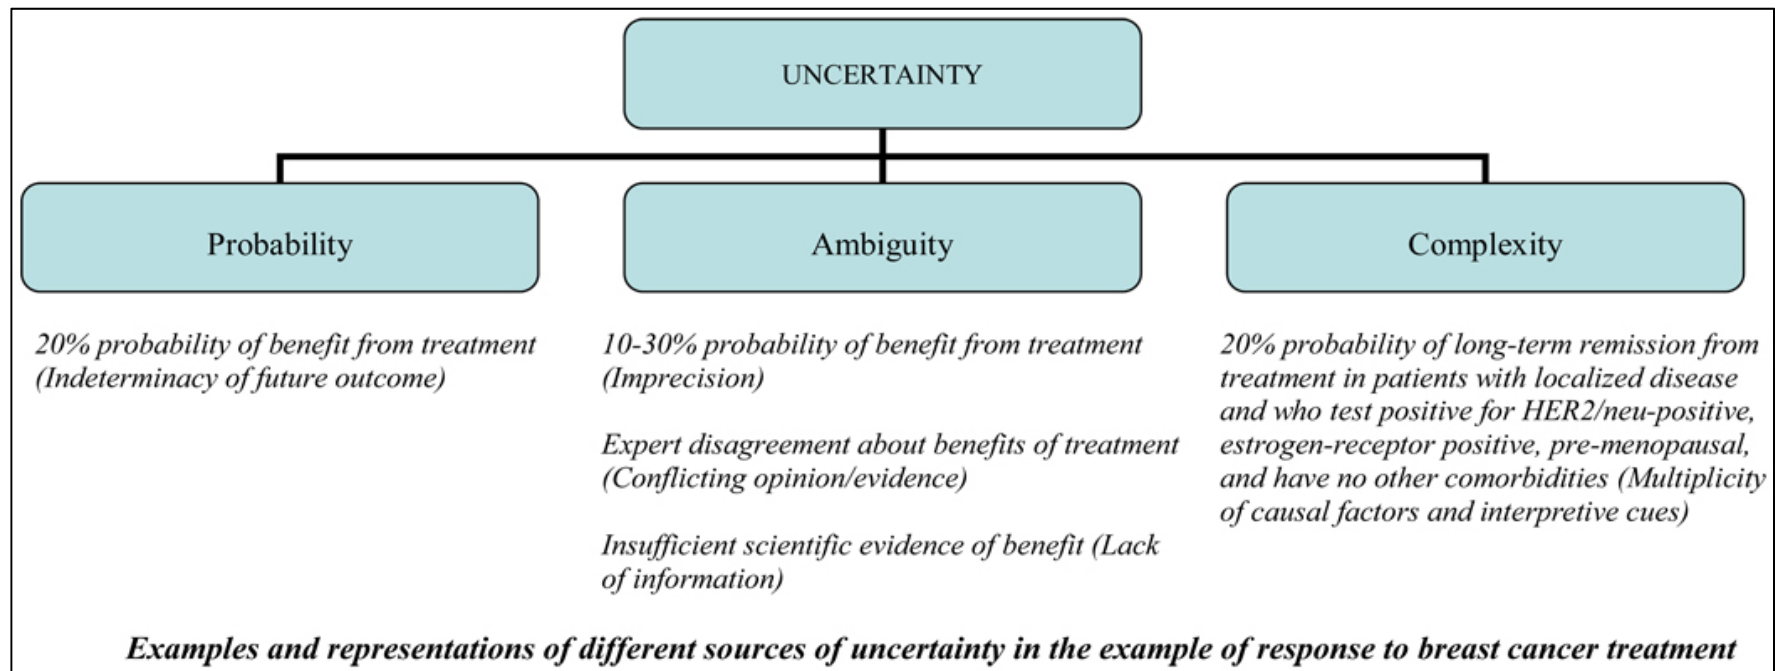 UNCERTAINTY
Probability
Ambiguity
Complexity
20% probability of benefit from treatment
(Indeterminacy of future outcome)
10-30% probability of benefit from treatment
(Imprecision)
Expert disagreement about benefits of treatment
(Conflicting opinion/evidence)
Insufficient scientific evidence of benefit (Lack
of information)
20% probability of long-term remission from
treatment in patients with localized disease
and who test positive for HER2/neu-positive,
estrogen-receptor positive, pre-menopausal,
and have no other comorbidities (Multiplicity
of causal factors and interpretive cues)
Examples and representations of different sources of uncertainty in the example of response to breast cancer treatment